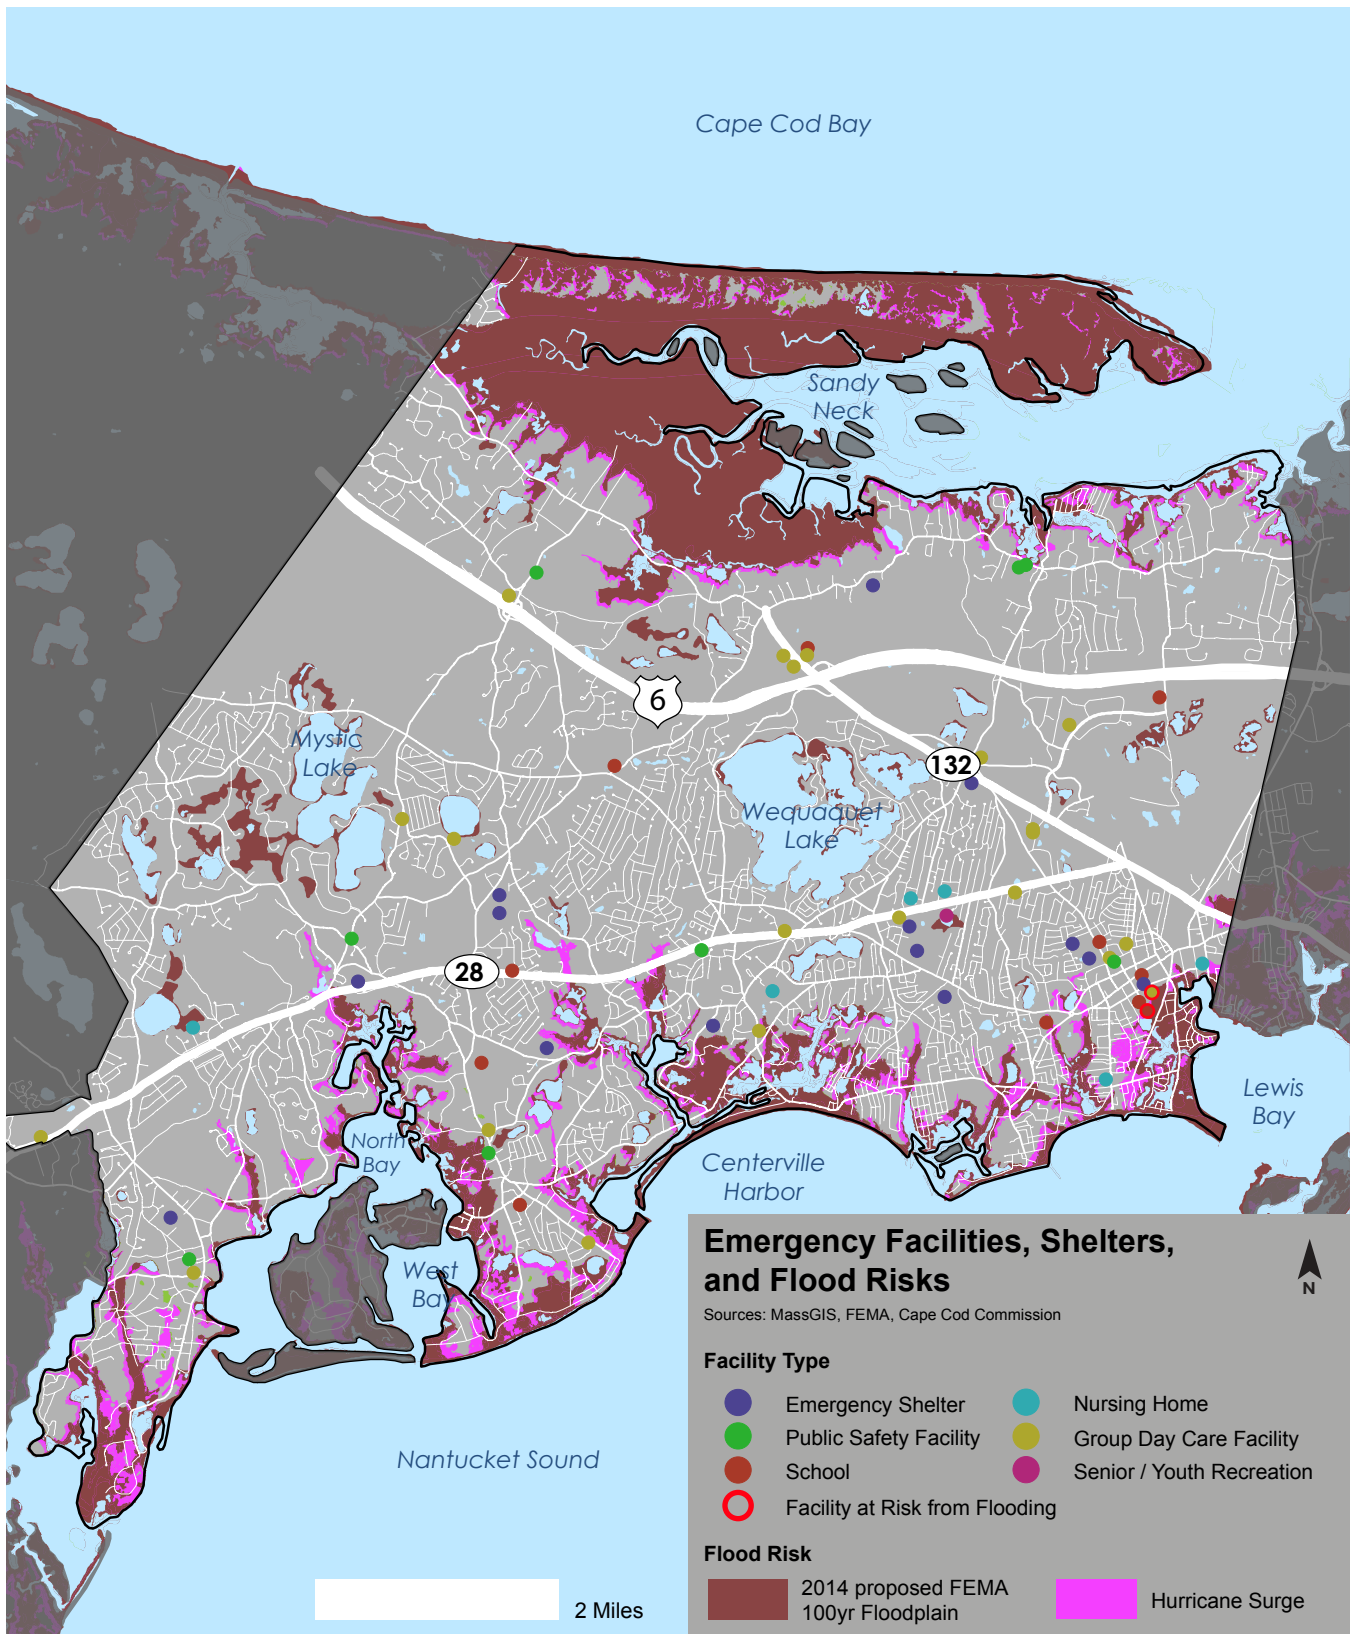 Cape Cod Bay
Sandy
Neck
6
Mystic
Lake
132
Wequaquet
Lake
28
North
Bay
Lewis
Bay
Centerville
Harbor
West
Bay
Nantucket Sound
Emergency Facilities, Shelters,
and Flood Risks
N
Sources: MassGIS, FEMA, Cape Cod Commission
Facility Type
Emergency Shelter
Nursing Home
Public Safety Facility
Group Day Care Facility
School
Senior / Youth Recreation
Facility at Risk from Flooding
Flood Risk
2014 proposed FEMA
100yr Floodplain
Hurricane Surge
2 Miles